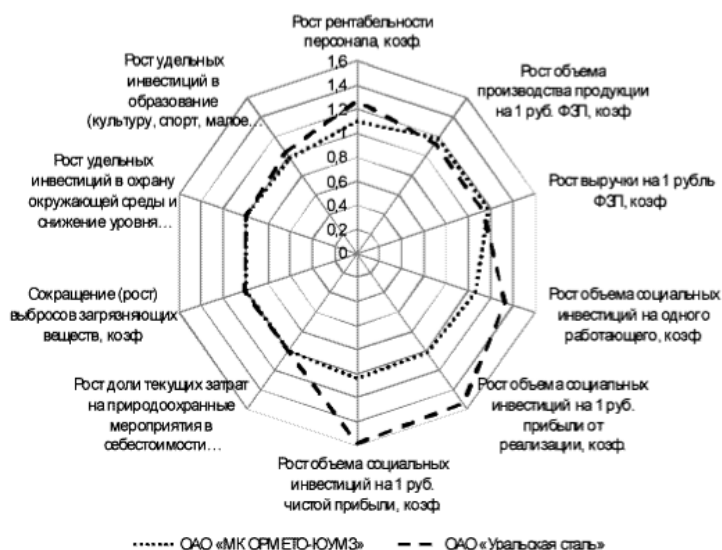 Рост рентабельности
персонала, коэф.
1,6
1,4
1,2
1
0,8
0,6
0,4
0,2
0
Рост объема
производства продукции
на 1 руб. ФЗП, коэф
Рост выручки на 1 рубль
ФЗП, коэф
Рост объема социальных
инвестиций на одного
работающего, коэф
Рост объема социальных
инвестиций на 1 руб.
прибыли от
реализации, коэф.
Рост объема социальных
инвестиций на 1 руб.
чистой прибыли, коэф.
Рост доли текущих затрат
на природоохранные
мероприятия в
себестоимости…
Сокращение (рост)
выбросов загрязняющих
веществ, коэф
Рост удельных
инвестиций в охрану
окружающей среды и
снижение уровня…
Рост удельных
инвестиций в
образование
(культуру, спорт, малое…
ОАО «МК ОРМЕТО-ЮУМЗ»
ОАО «Уральская сталь»